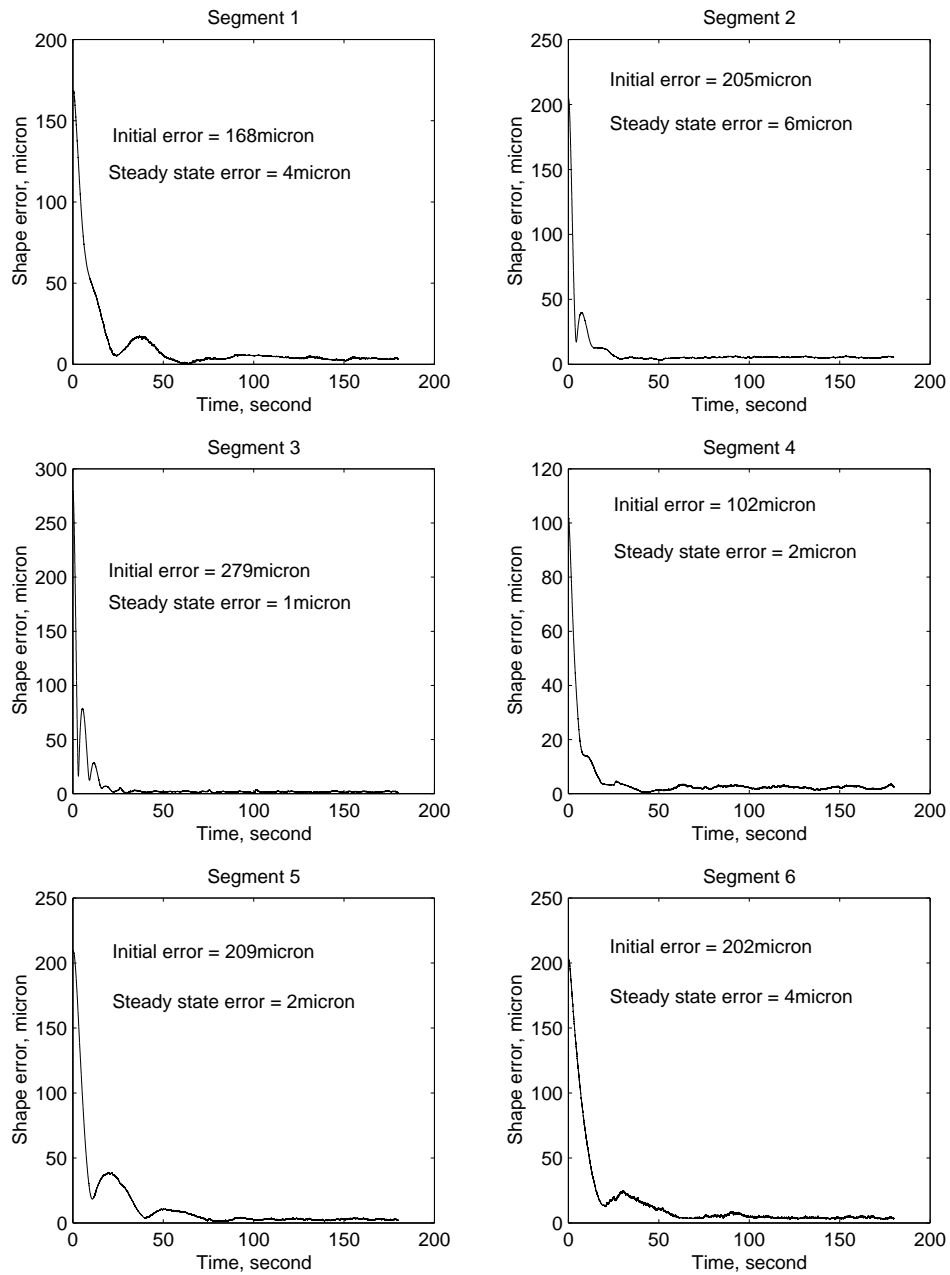 Segment 1
200
150
100
50
0
Shape error, micron
Initial error = 168micron
Steady state error = 4micron
0 50 100 150 200
Time, second
Segment 2
250
200
150
100
50
0
Shape error, micron
Initial error = 205micron
Steady state error = 6micron
0 50 100 150 200
Time, second
Segment 3
300
250
200
150
100
50
0
Shape error, micron
Initial error = 279micron
Steady state error = 1micron
0 50 100 150 200
Time, second
Segment 4
120
100
80
60
40
20
0
Shape error, micron
Initial error = 102micron
Steady state error = 2micron
0 50 100 150 200
Time, second
Segment 5
250
200
150
100
50
0
Shape error, micron
Initial error = 209micron
Steady state error = 2micron
0 50 100 150 200
Time, second
Segment 6
250
200
150
100
50
0
Shape error, micron
Initial error = 202micron
Steady state error = 4micron
0 50 100 150 200
Time, second